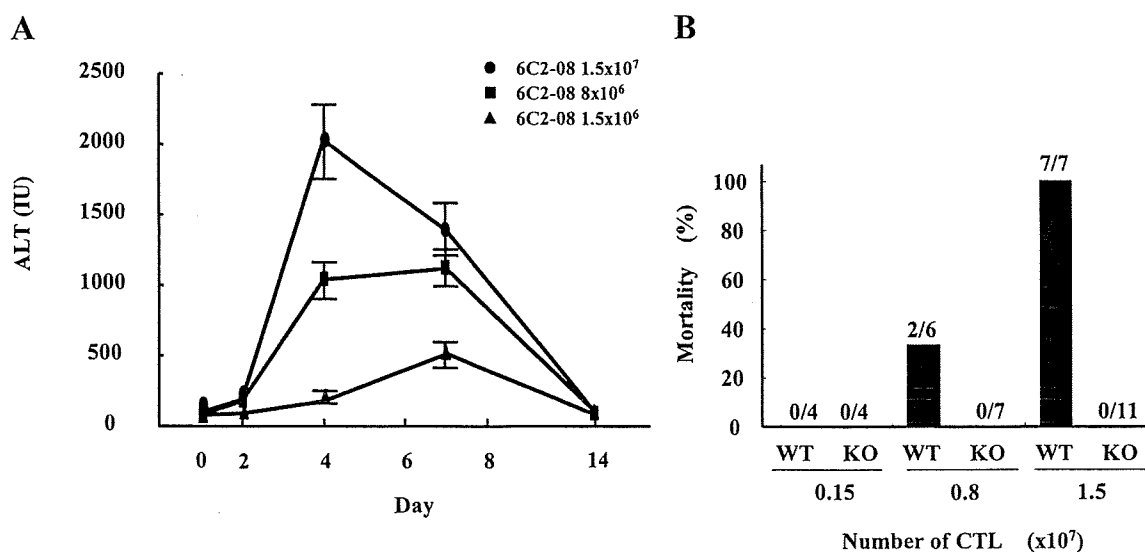 A
ALT (IU)
2500
2000
1500
1000
500
0
6C2-08 1.5x10⁷
6C2-08 8x10⁶
6C2-08 1.5x10⁶
0 2 4 6 8 14
Day
B
Mortality (%)
100
80
60
40
20
0
0/4 0/4 2/6 0/7 7/7 0/11
WT KO WT KO WT KO
0.15 0.8 1.5
Number of CTL (x10⁷)